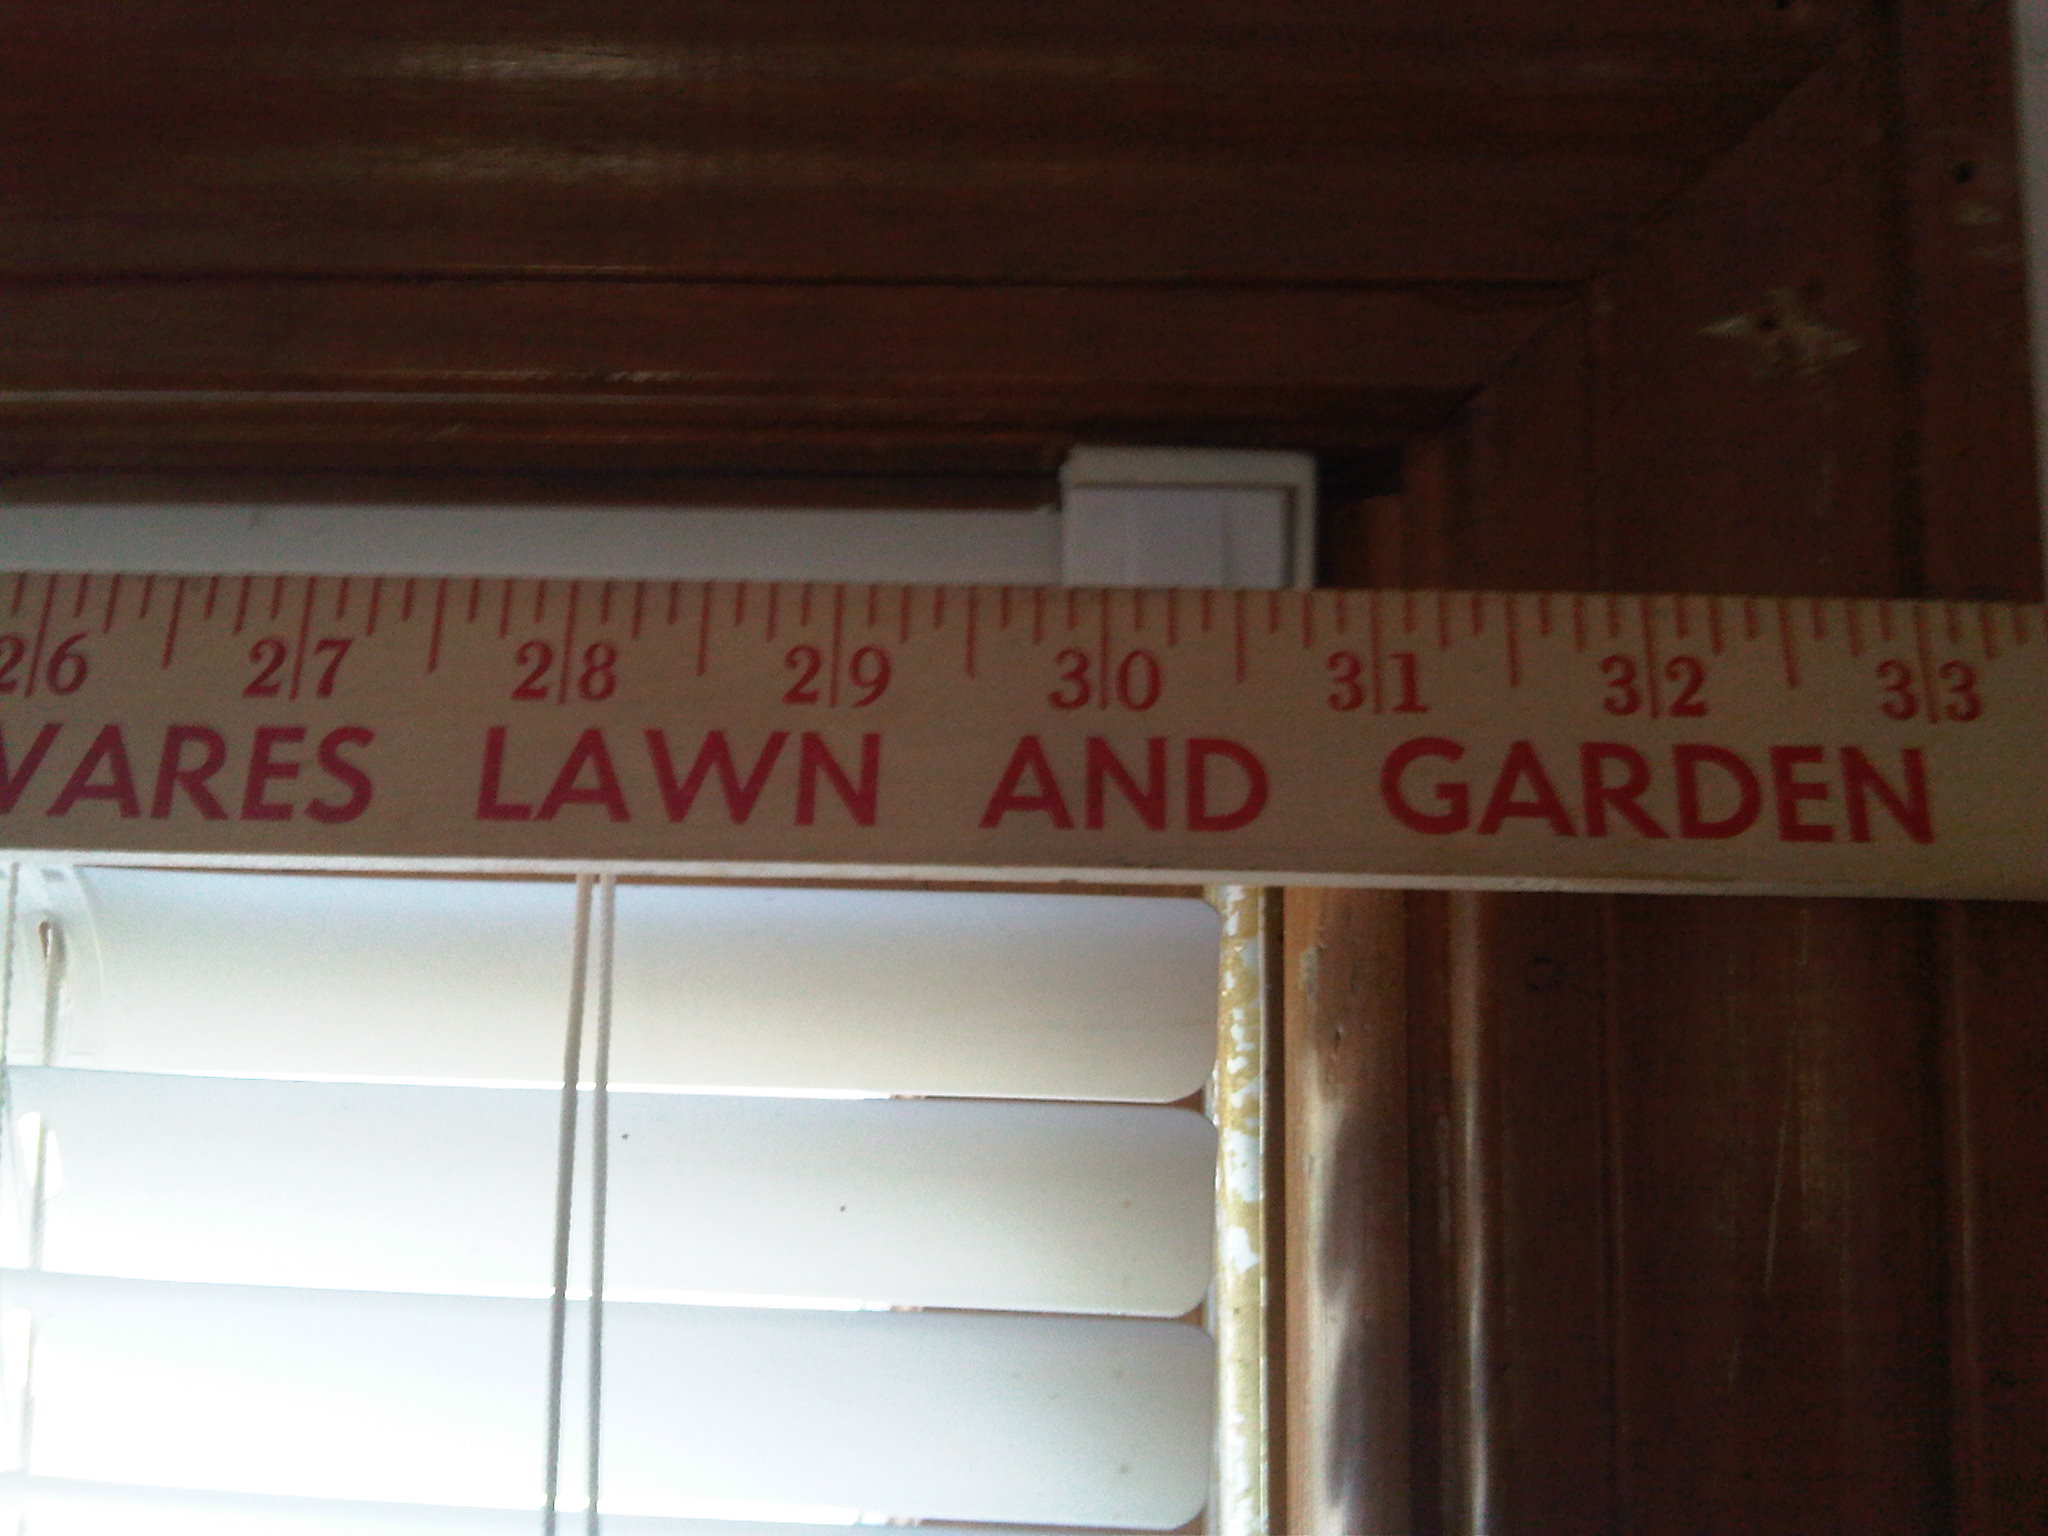 26 27 28 29 30 31 32 33
VARES LAWN AND GARDEN